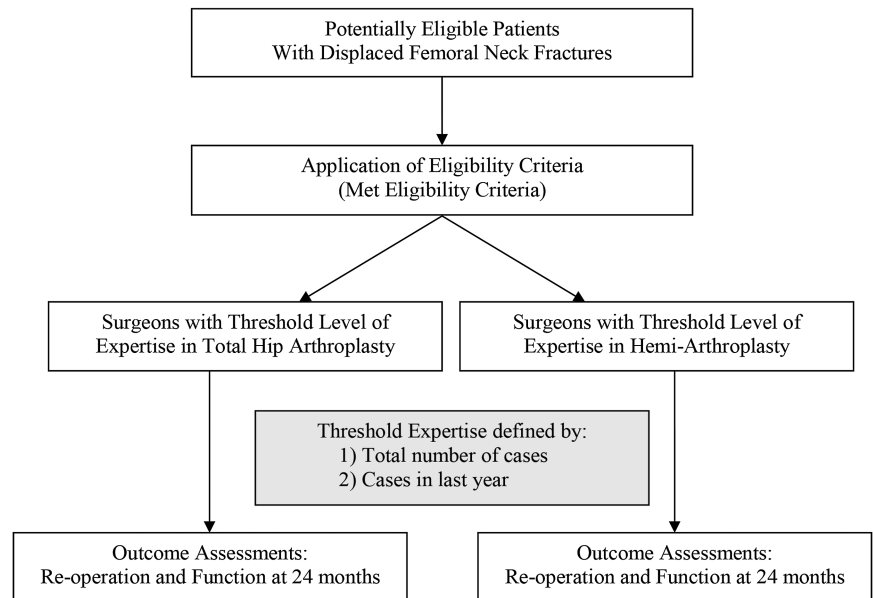 Potentially Eligible Patients
With Displaced Femoral Neck Fractures
Application of Eligibility Criteria
(Met Eligibility Criteria)
Surgeons with Threshold Level of
Expertise in Total Hip Arthroplasty
Surgeons with Threshold Level of
Expertise in Hemi-Arthroplasty
Threshold Expertise defined by:
1) Total number of cases
2) Cases in last year
Outcome Assessments:
Re-operation and Function at 24 months
Outcome Assessments:
Re-operation and Function at 24 months